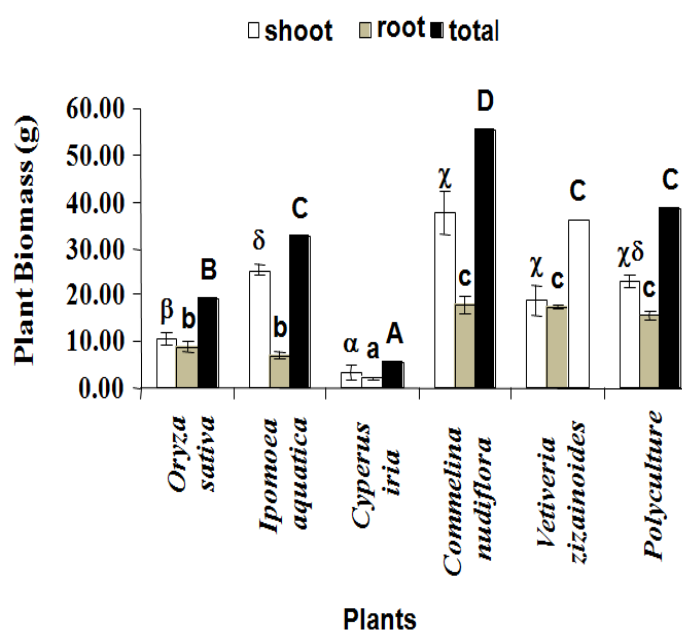 shoot root total
60.00
50.00
40.00
30.00
20.00
10.00
0.00
Plant Biomass (g)
β b B
δ b C
α a A
χ c D
χ c C
χδ c C
Oryza
sativa
Ipomoea
aquatica
Cyperus
iria
Commelina
nudiflora
Vetiveria
zizainoides
Polyculture
Plants